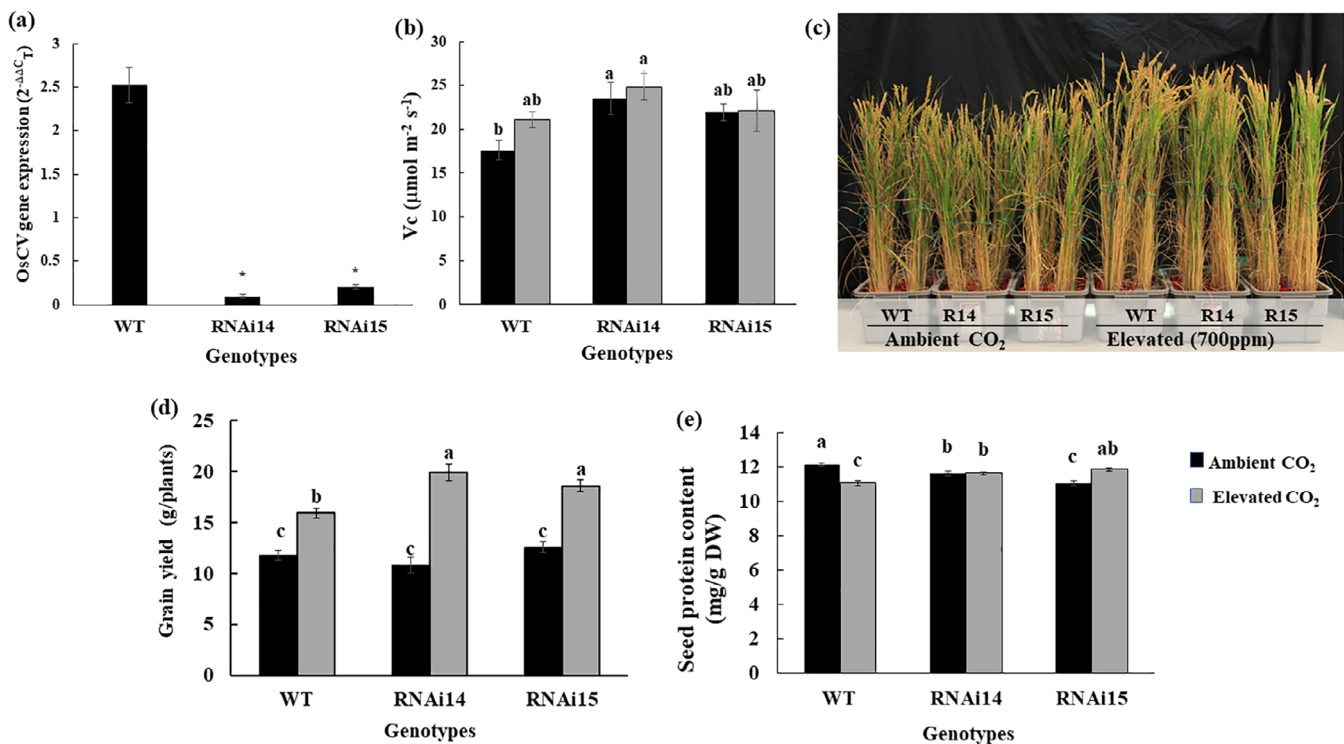 (a)
OsCV gene expression (2^-ΔΔC_T)
3
2.5
2
1.5
1
0.5
0
*
*
WT RNAi14 RNAi15
Genotypes
(b)
Vc (µmol m⁻² s⁻¹)
30
25
20
15
10
5
0
b ab a a ab ab
WT RNAi14 RNAi15
Genotypes
(c)
WT R14 R15 WT R14 R15
Ambient CO₂ Elevated (700ppm)
(d)
Grain yield (g/plants)
25
20
15
10
5
0
c b c a c a
WT RNAi14 RNAi15
Genotypes
(e)
Seed protein content
(mg/g DW)
14
12
10
8
6
4
2
0
a c b b c ab
WT RNAi14 RNAi15
Genotypes
Ambient CO₂
Elevated CO₂